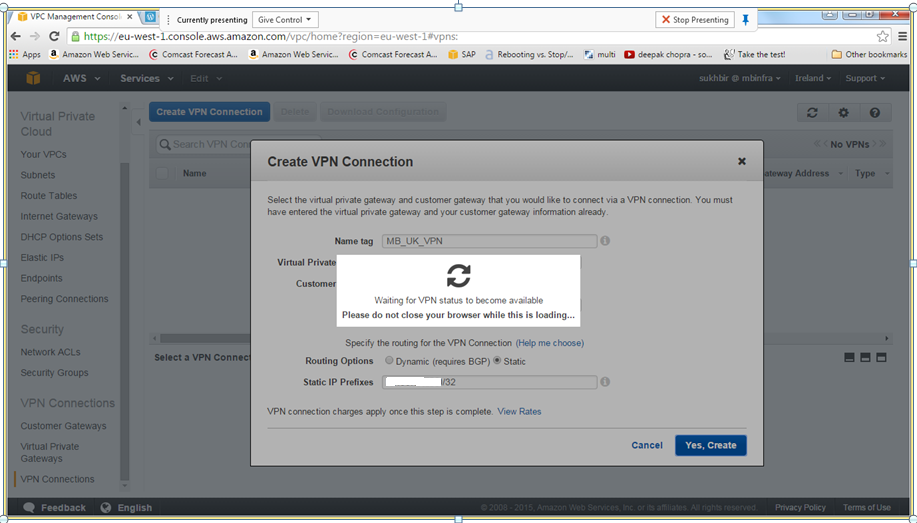 VPC Management Conso
Currently presenting
Give Control
Stop Presenting
https://eu-west-1.console.aws.amazon.com/vpc/home?region=eu-west-1#vpns:
Apps
Amazon Web Servic...
Comcast Forecast C...
Amazon Web Servic...
Comcast Forecast A...
SAP
Rebooting vs. Stop/...
multi
deepak chopra - so...
Take the test!
Other bookmarks
AWS
Services
Edit
sukhbir @ mbinfra
Ireland
Support
Virtual Private
Cloud
Your VPCs
Subnets
Route Tables
Internet Gateways
DHCP Options Sets
Elastic IPs
Endpoints
Peering Connections
Security
Network ACLs
Security Groups
VPN Connections
Customer Gateways
Virtual Private
Gateways
VPN Connections
Create VPN Connection
Delete
Download Configuration
Search VPN Con
No VPNs
Name
ateway Address
Type
Select a VPN Connect
Create VPN Connection
Select the virtual private gateway and customer gateway that you would like to connect via a VPN connection. You must
have entered the virtual private gateway and your customer gateway information already.
Name tag
MB_UK_VPN
Virtual Private
Customer
Waiting for VPN status to become available
Please do not close your browser while this is loading...
Specify the routing for the VPN Connection (Help me choose)
Routing Options
Dynamic (requires BGP)
Static
Static IP Prefixes
/32
VPN connection charges apply once this step is complete. View Rates
Cancel
Yes, Create
Feedback
English
© 2008 - 2015, Amazon Web Services, Inc. or its affiliates. All rights reserved.
Privacy Policy
Terms of Use